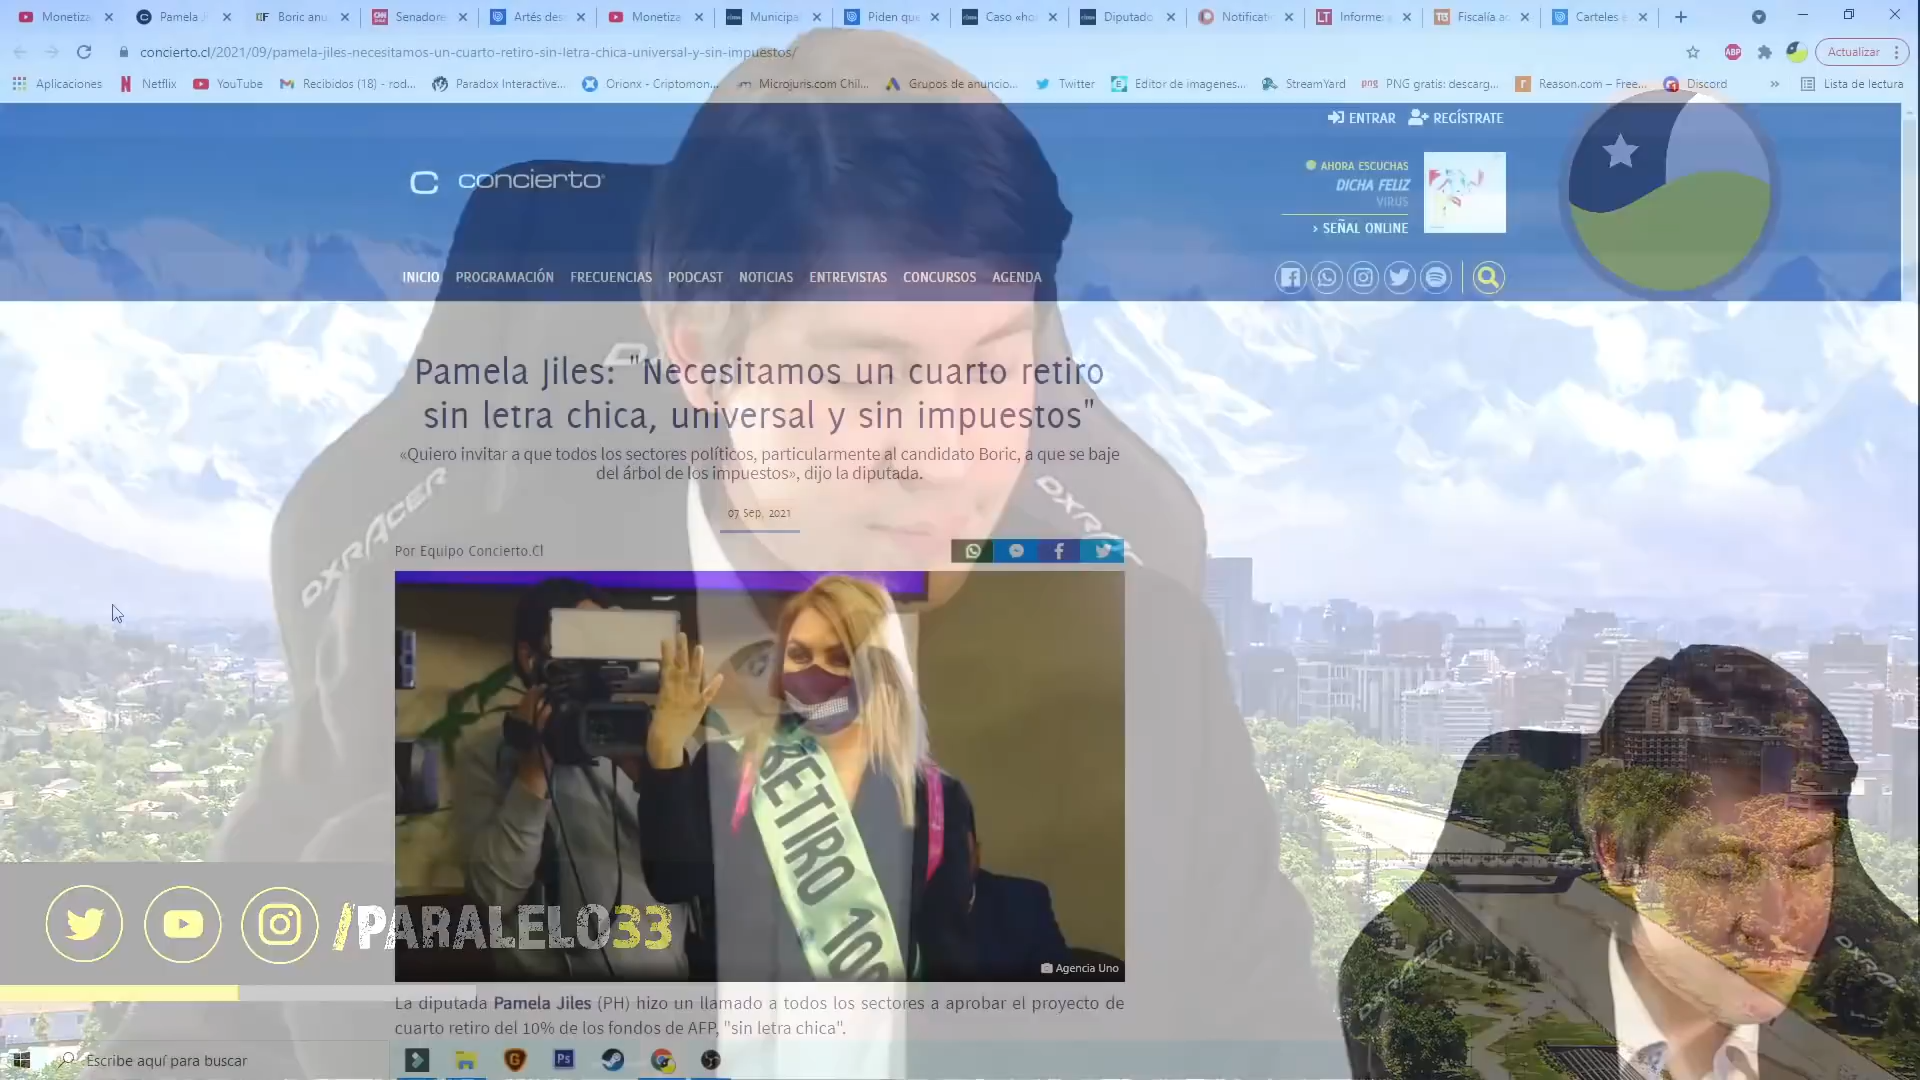 Monetiza
Pamela Ji
Boric anu
Senadore
Artés des
Monetiza
Municipa
Piden que
Caso «ho
Diputado
Notificati
Informe:
Fiscalía ac
Carteles e
concierto.cl/2021/09/pamela-jiles-necesitamos-un-cuarto-retiro-sin-letra-chica-universal-y-sin-impuestos/
ABP
Actualizar
Aplicaciones
Netflix
YouTube
Recibidos (18) - rod...
Paradox Interactive...
Orionx - Criptomon...
Microjuris.com Chil...
Grupos de anuncio...
Twitter
Editor de imagenes...
StreamYard
PNG gratis: descarg...
Reason.com – Free...
Discord
»
Lista de lectura
ENTRAR
REGÍSTRATE
concierto
AHORA ESCUCHAS
DICHA FELIZ
VIRUS
› SEÑAL ONLINE
INICIO PROGRAMACIÓN FRECUENCIAS PODCAST NOTICIAS ENTREVISTAS CONCURSOS AGENDA
Pamela Jiles: "Necesitamos un cuarto retiro
sin letra chica, universal y sin impuestos"
«Quiero invitar a que todos los sectores políticos, particularmente al candidato Boric, a que se baje
del árbol de los impuestos», dijo la diputada.
07 Sep, 2021
Por Equipo Concierto.Cl
DXRACER
DXRACER
RETIRO 100
Agencia Uno
/PARALELO33
La diputada Pamela Jiles (PH) hizo un llamado a todos los sectores a aprobar el proyecto de
cuarto retiro del 10% de los fondos de AFP, "sin letra chica".
Escribe aquí para buscar
Ps